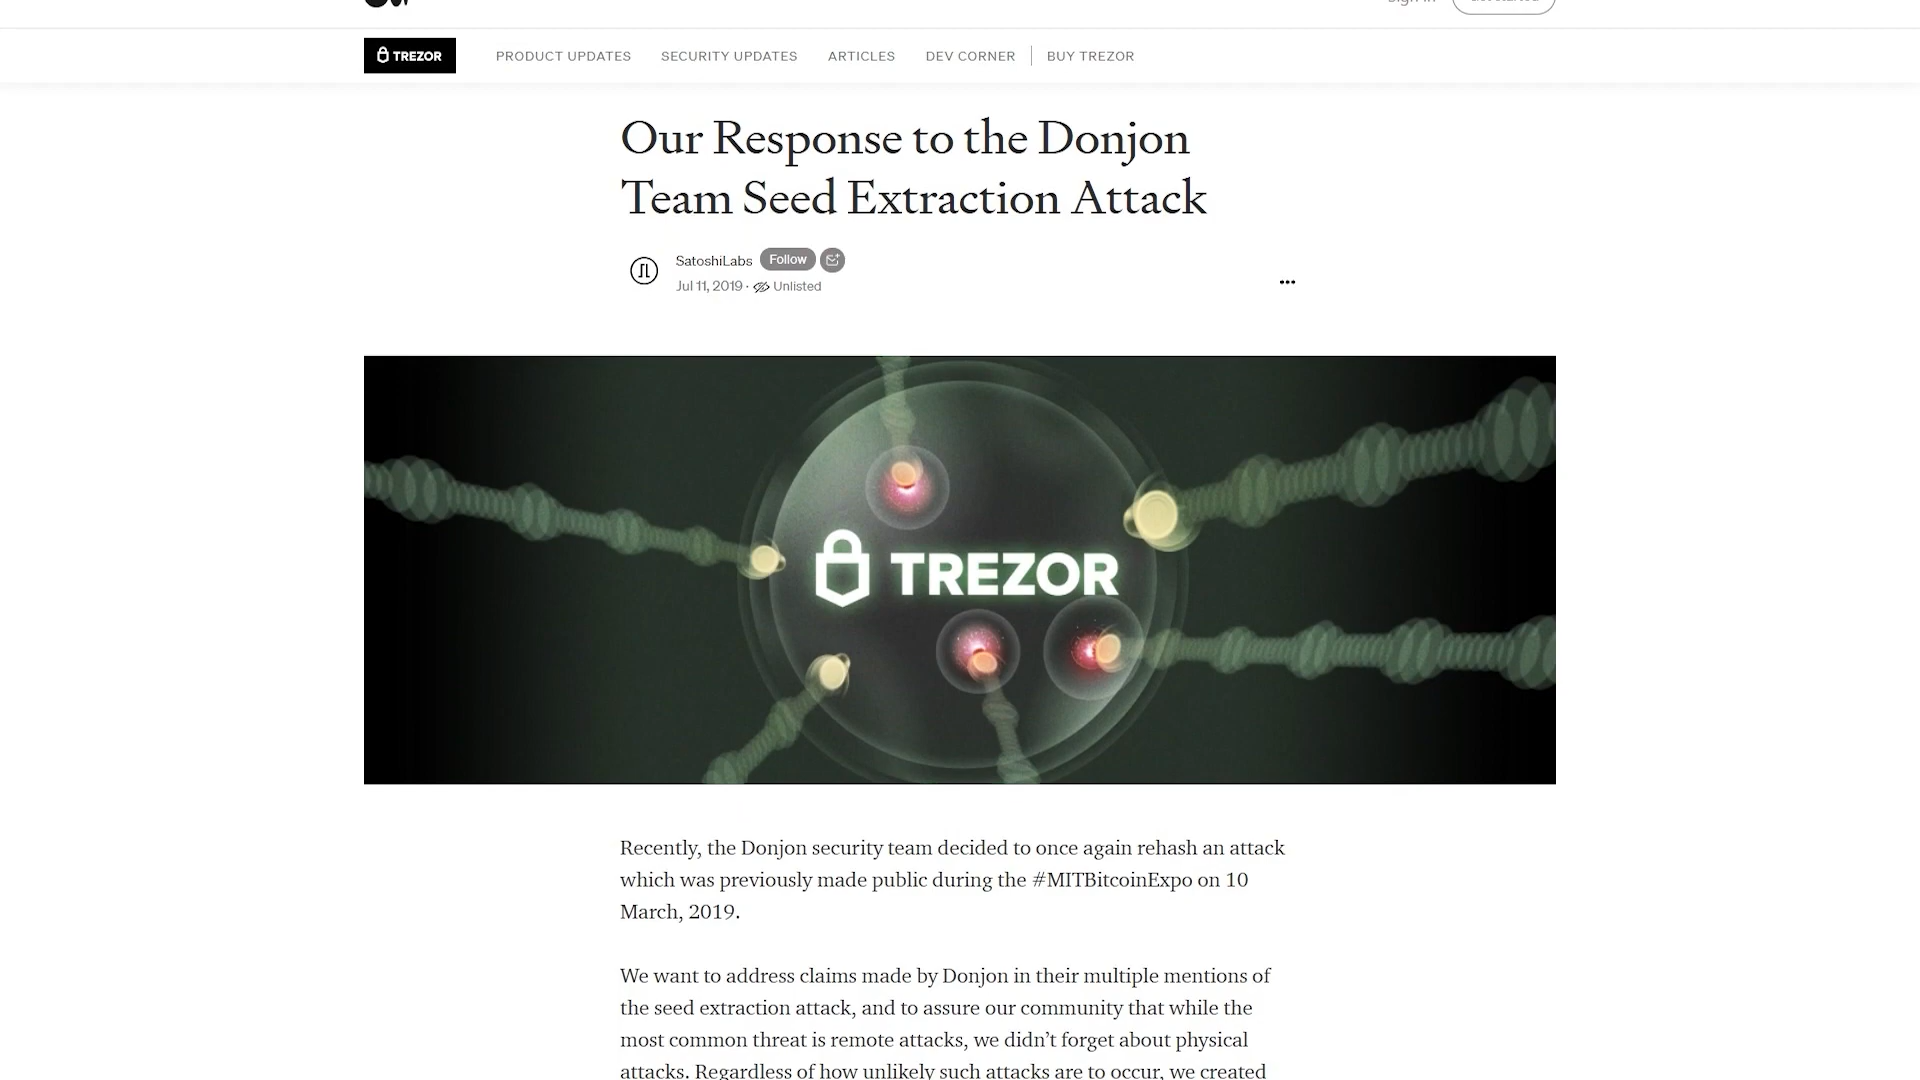 Sign In Get started
TREZOR PRODUCT UPDATES SECURITY UPDATES ARTICLES DEV CORNER BUY TREZOR
Our Response to the Donjon
Team Seed Extraction Attack
SatoshiLabs Follow
Jul 11, 2019 · Unlisted
TREZOR
Recently, the Donjon security team decided to once again rehash an attack
which was previously made public during the #MITBitcoinExpo on 10
March, 2019.
We want to address claims made by Donjon in their multiple mentions of
the seed extraction attack, and to assure our community that while the
most common threat is remote attacks, we didn’t forget about physical
attacks. Regardless of how unlikely such attacks are to occur, we created